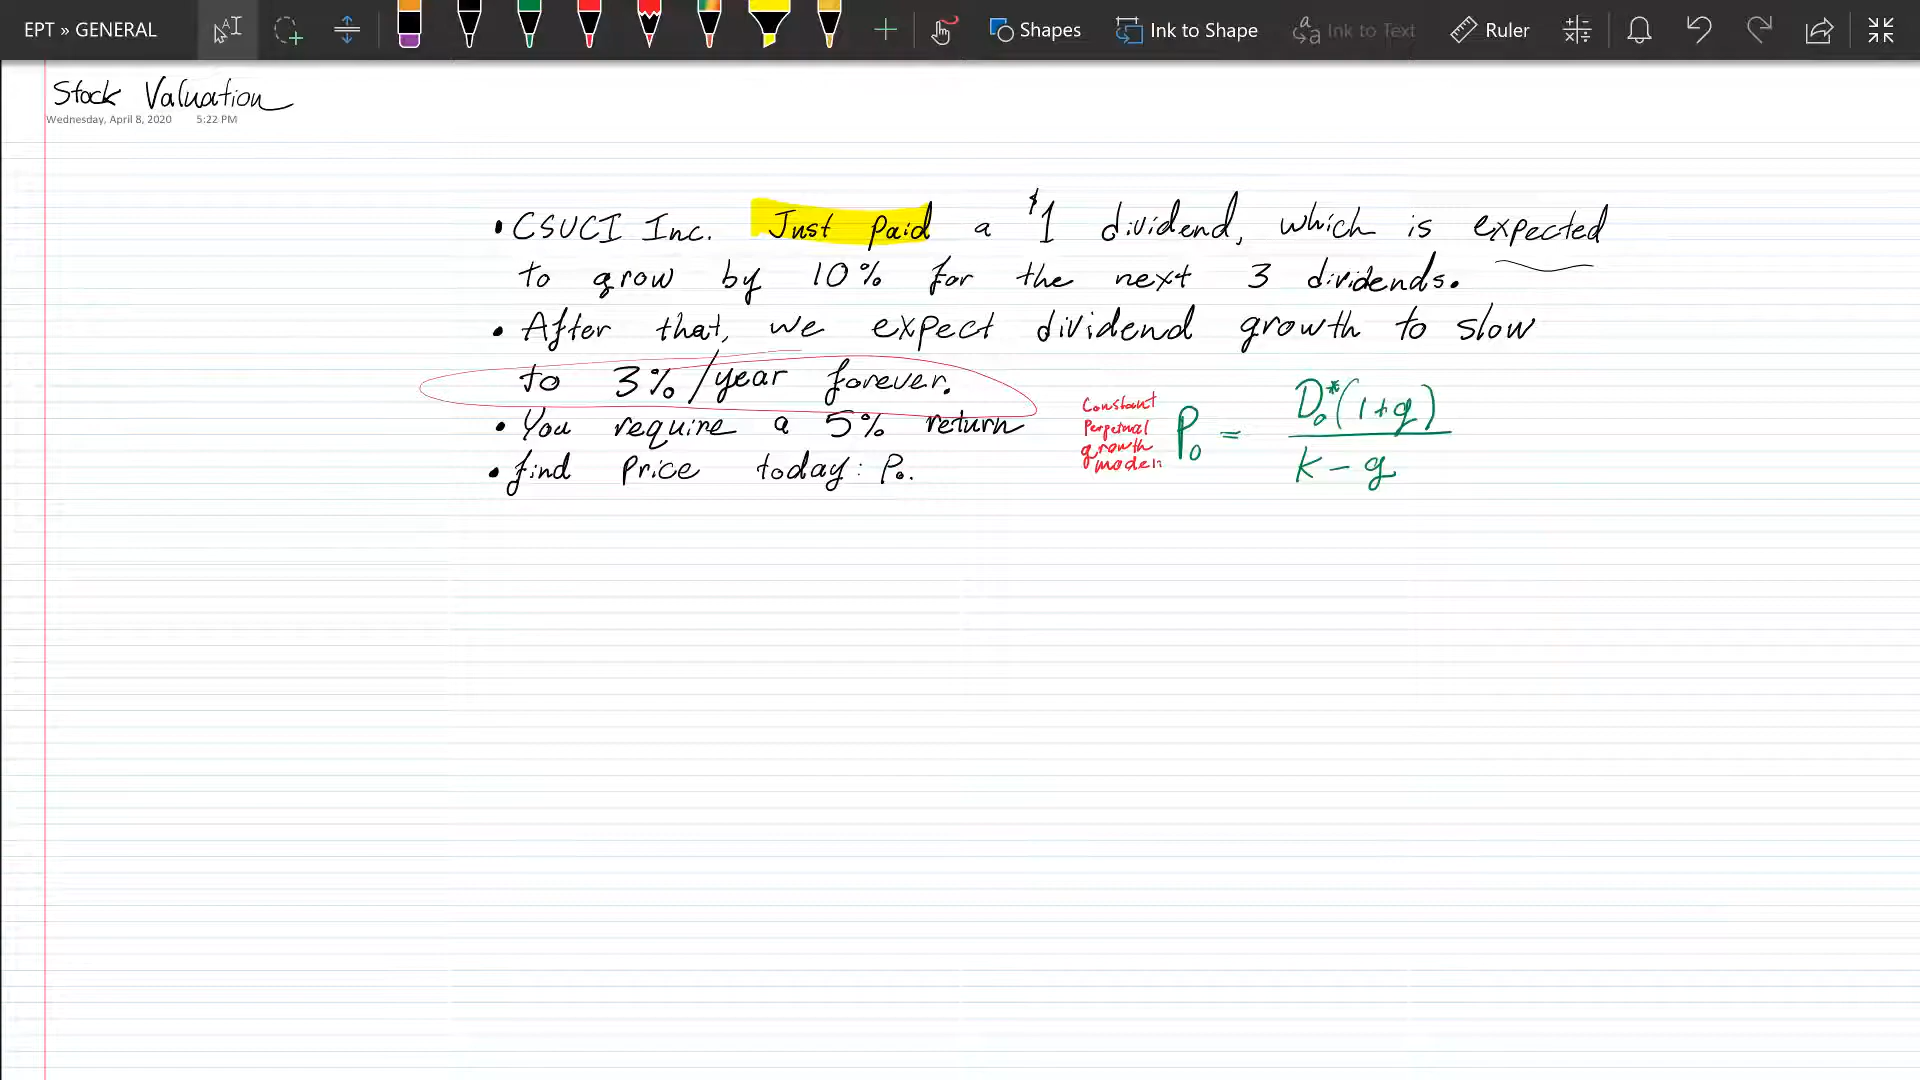 EPT » GENERAL
Shapes
Ink to Shape
Ink to Text
Ruler
Stock Valuation
Wednesday, April 8, 2020 5:22 PM
• CSUCI Inc. Just Paid a $1 dividend, which is expected
to grow by 10% for the next 3 dividends.
• After that, we expect dividend growth to slow
to 3%/year forever.
• You require a 5% return
• find Price today: P₀.
Constant
Perpetual
growth
model:
P₀ = D₀*(1+g)
k - g